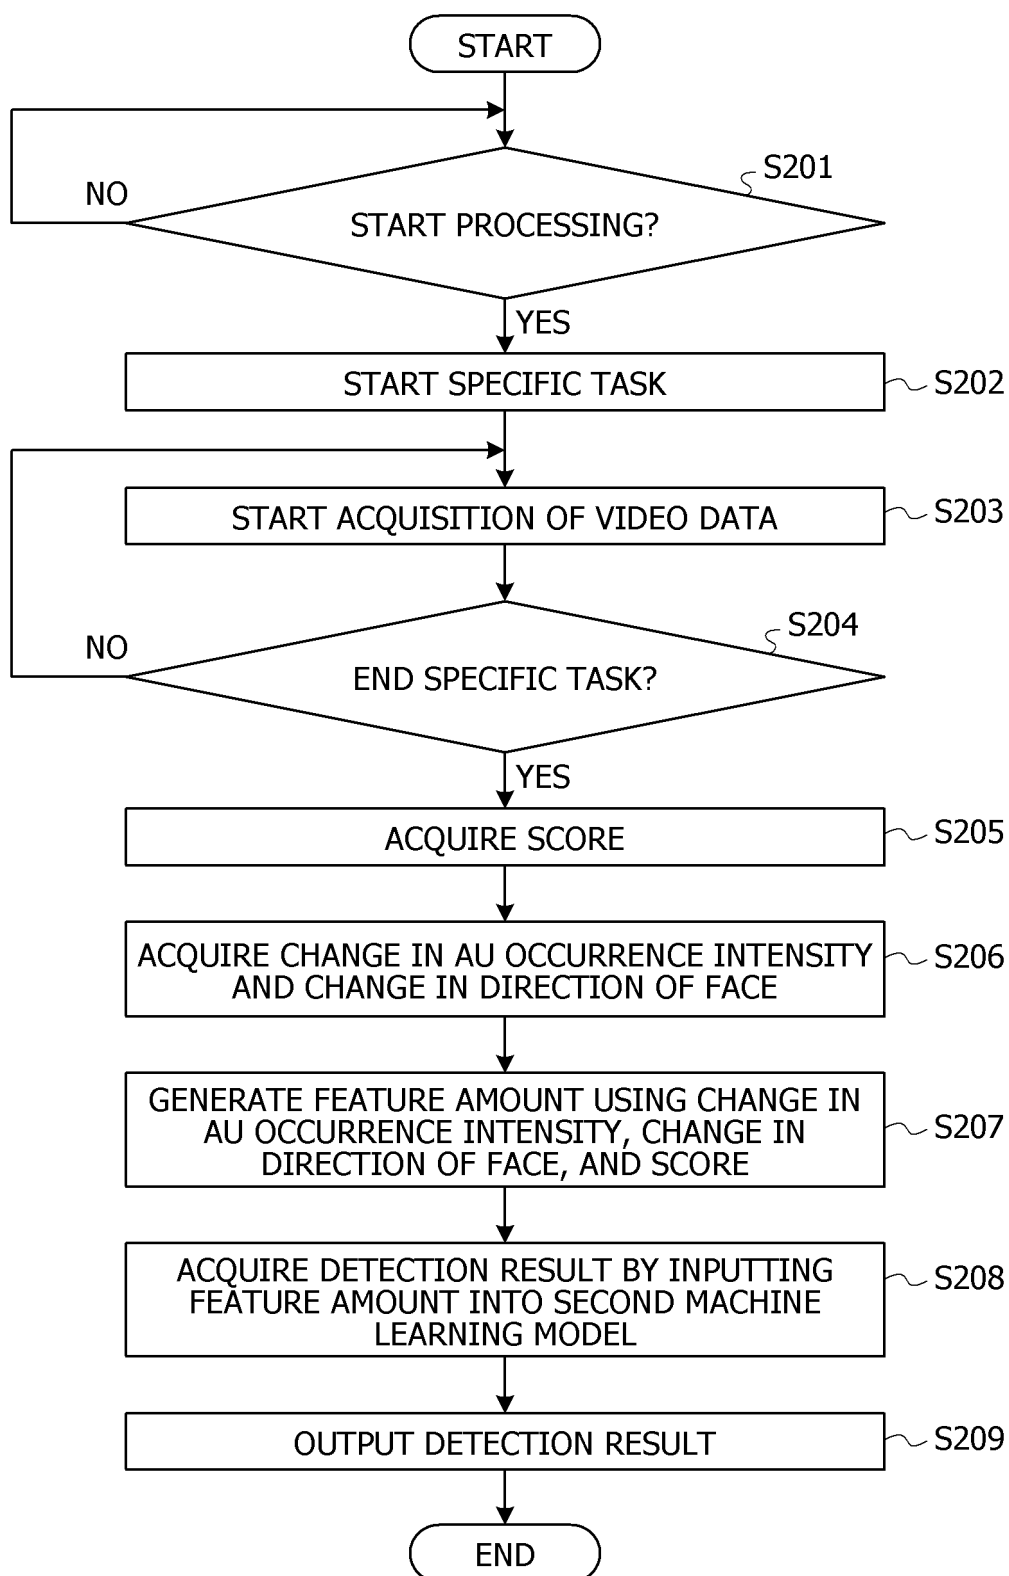 START
S201
NO
START PROCESSING?
YES
START SPECIFIC TASK
S202
START ACQUISITION OF VIDEO DATA
S203
S204
NO
END SPECIFIC TASK?
YES
ACQUIRE SCORE
S205
ACQUIRE CHANGE IN AU OCCURRENCE INTENSITY
AND CHANGE IN DIRECTION OF FACE
S206
GENERATE FEATURE AMOUNT USING CHANGE IN
AU OCCURRENCE INTENSITY, CHANGE IN
DIRECTION OF FACE, AND SCORE
S207
ACQUIRE DETECTION RESULT BY INPUTTING
FEATURE AMOUNT INTO SECOND MACHINE
LEARNING MODEL
S208
OUTPUT DETECTION RESULT
S209
END